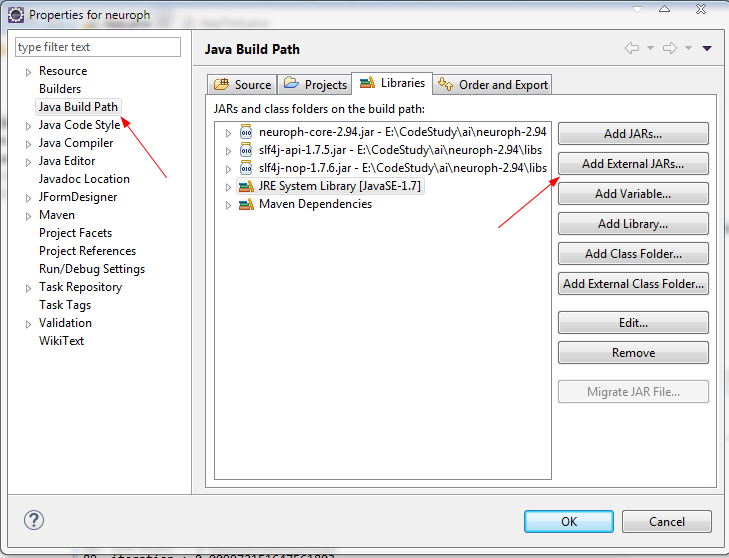 Properties for neuroph
type filter text
Resource
Builders
Java Build Path
Java Code Style
Java Compiler
Java Editor
Javadoc Location
JFormDesigner
Maven
Project Facets
Project References
Run/Debug Settings
Task Repository
Task Tags
Validation
WikiText
Java Build Path
Source Projects Libraries Order and Export
JARs and class folders on the build path:
neuroph-core-2.94.jar - E:\CodeStudy\ai\neuroph-2.94
slf4j-api-1.7.5.jar - E:\CodeStudy\ai\neuroph-2.94\libs
slf4j-nop-1.7.6.jar - E:\CodeStudy\ai\neuroph-2.94\libs
JRE System Library [JavaSE-1.7]
Maven Dependencies
Add JARs...
Add External JARs...
Add Variable...
Add Library...
Add Class Folder...
Add External Class Folder...
Edit...
Remove
Migrate JAR File...
OK
Cancel